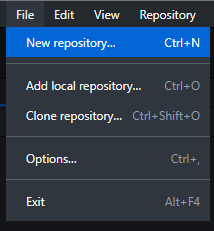 File Edit View Repository
New repository... Ctrl+N
Add local repository... Ctrl+O
Clone repository... Ctrl+Shift+O
Options... Ctrl+,
Exit Alt+F4